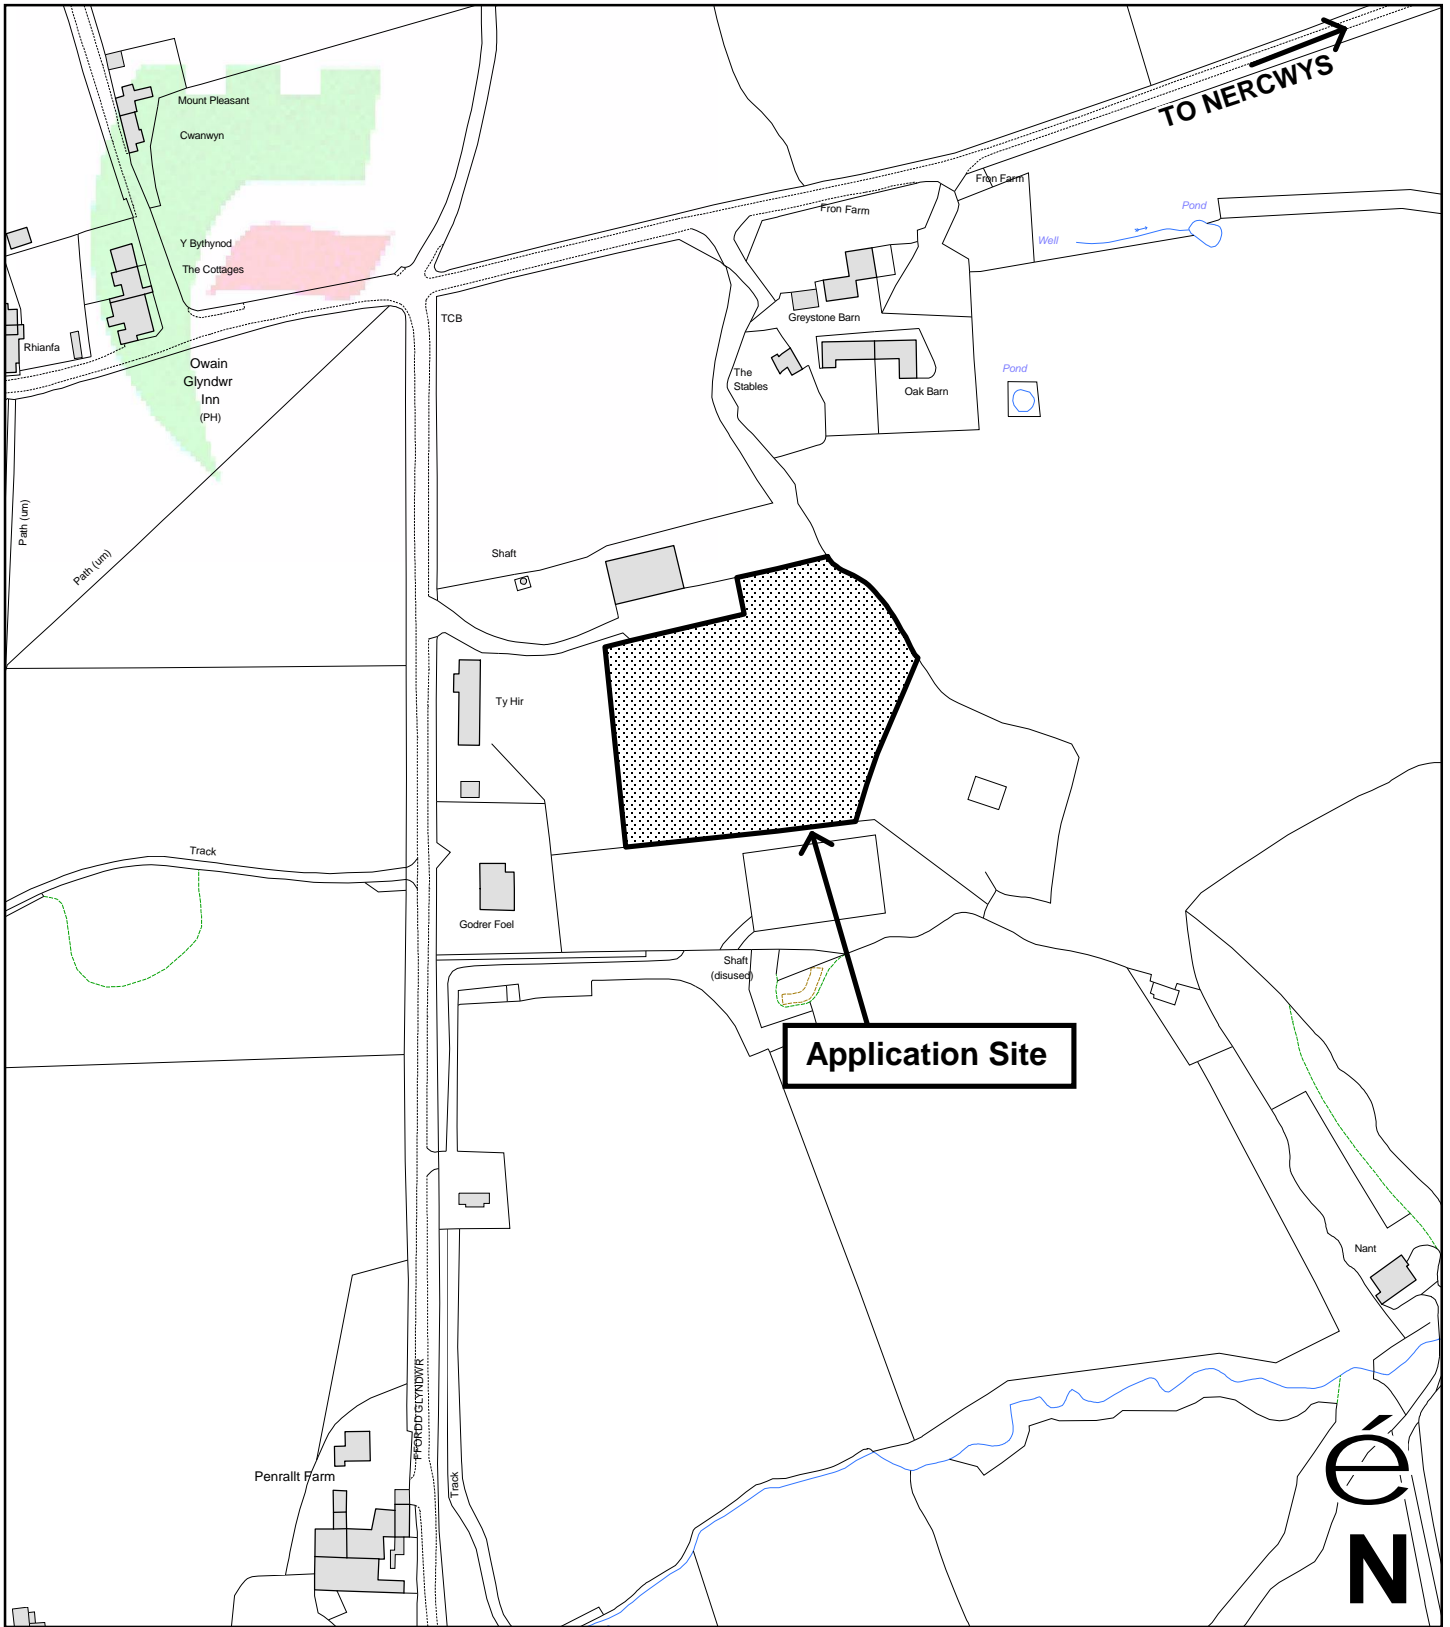 TO NERCWYS
Mount Pleasant
Cwanwyn
Fron Farm
Fron Farm
Pond
Well
Y Bythynod
The Cottages
TCB
Greystone Barn
Rhianfa
Owain
Glyndwr
Inn
(PH)
The
Stables
Pond
Oak Barn
Path (um)
Path (um)
Shaft
Ty Hir
Track
Godrer Foel
Shaft
(disused)
Application Site
Nant
FFORDD GLYNDWR
Penrallt Farm
Track
é
N